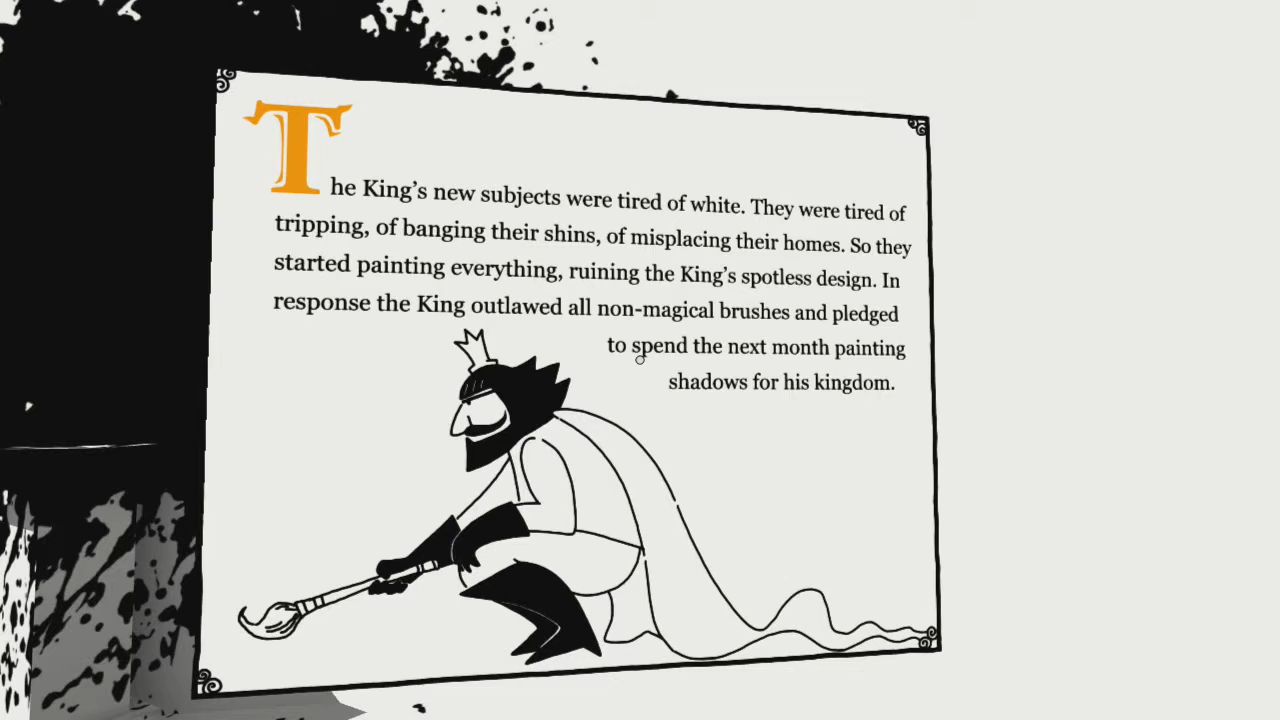 The King’s new subjects were tired of white. They were tired of
tripping, of banging their shins, of misplacing their homes. So they
started painting everything, ruining the King’s spotless design. In
response the King outlawed all non-magical brushes and pledged
to spend the next month painting
shadows for his kingdom.